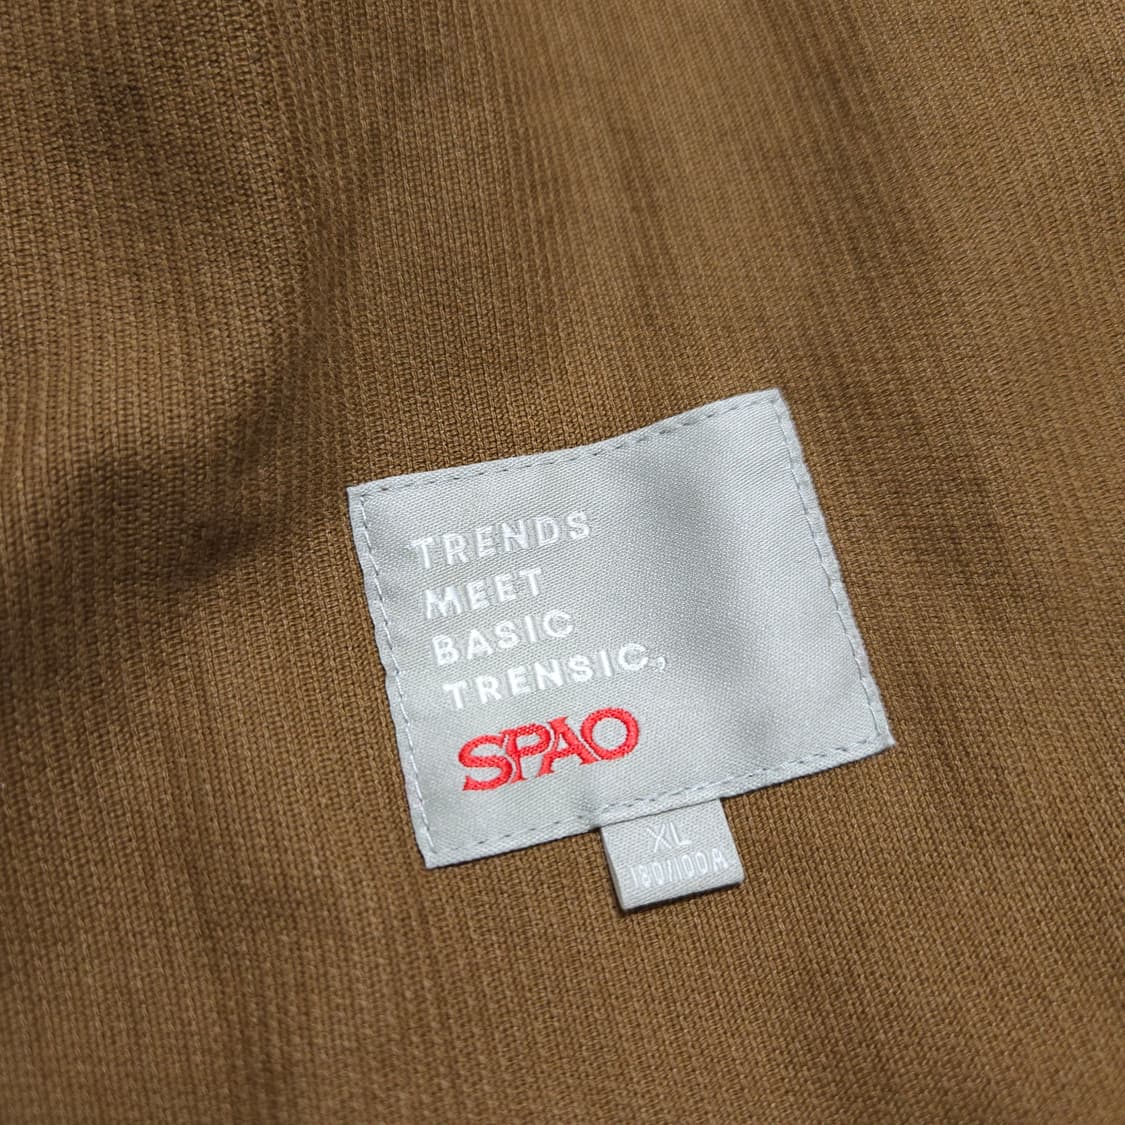 TRENDS
MEET
BASIC
TRENSIC,
SPAO
XL
180/100A